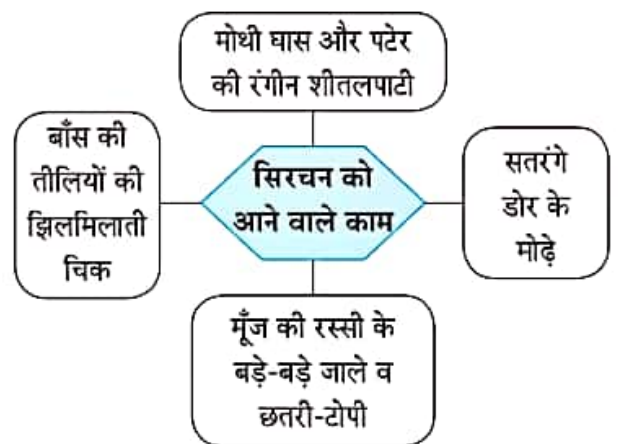 मोथी घास और पटेर
की रंगीन शीतलपाटी
बाँस की
तीलियों की
झिलमिलाती
चिक
सिरचन को
आने वाले काम
सतरंगे
डोर के
मोढ़े
मूँज की रस्सी के
बड़े-बड़े जाले व
छतरी-टोपी